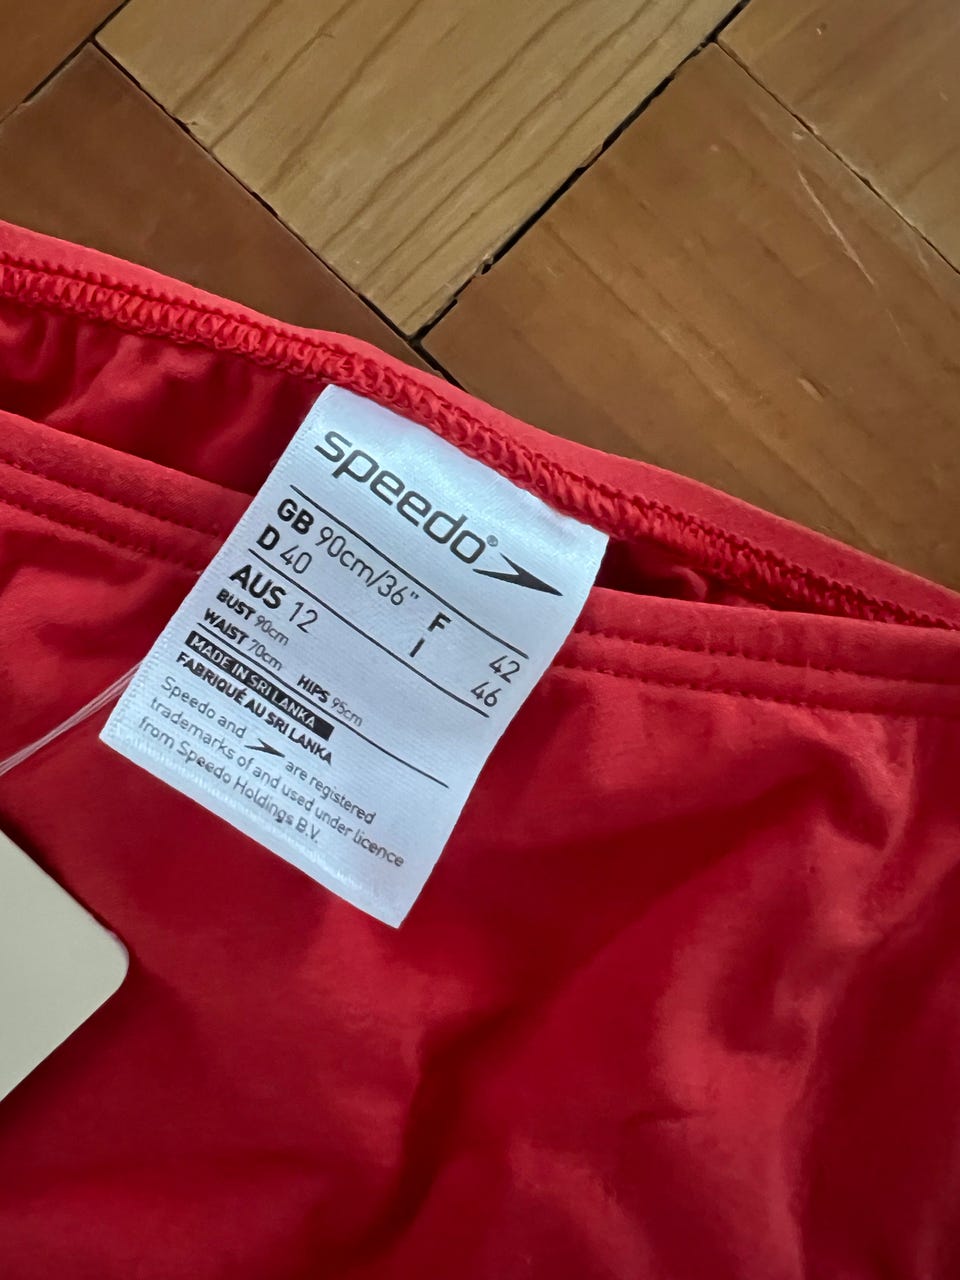 speedo®
GB 90cm/36" F 42
D 40 I 46
AUS 12
BUST 90cm
WAIST 70cm HIPS 95cm
MADE IN SRI LANKA
FABRIQUÉ AU SRI LANKA
Speedo and are registered
trademarks of and used under licence
from Speedo Holdings B.V.